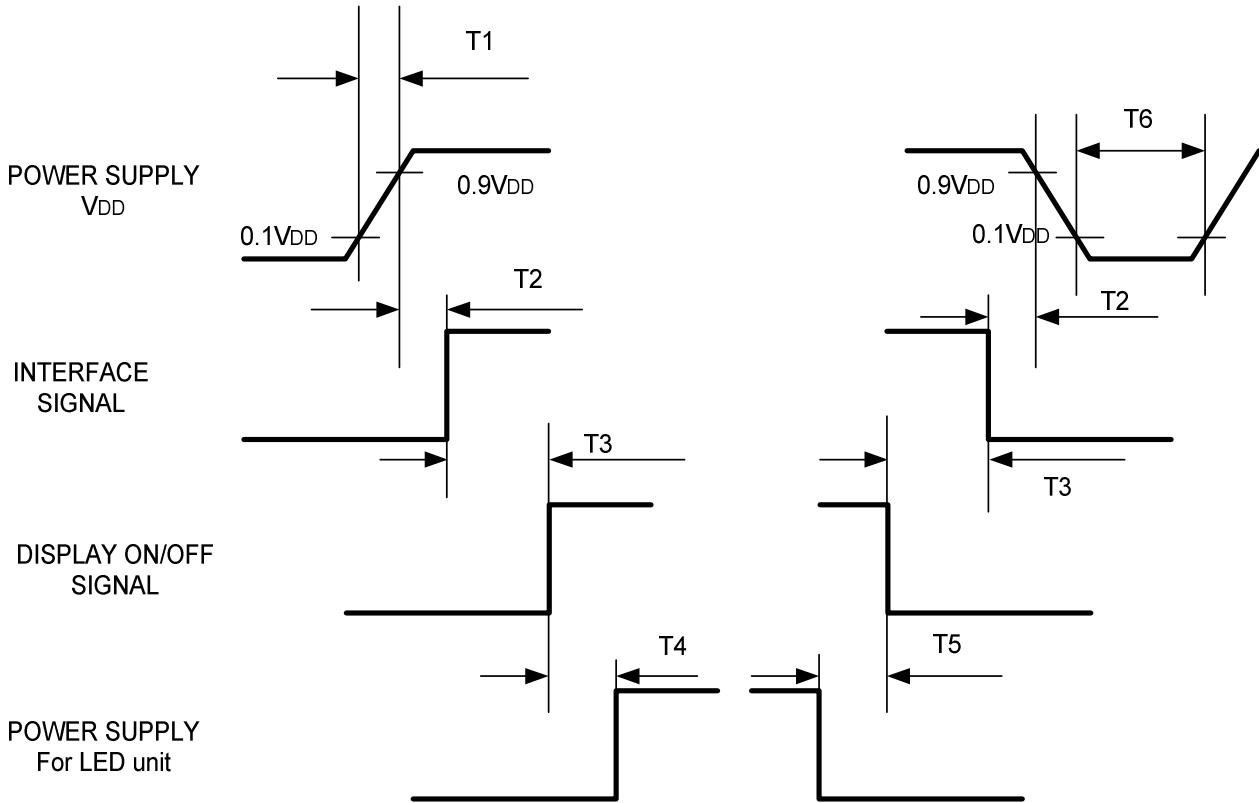 T1
T6
POWER SUPPLY
VDD
0.9VDD
0.9VDD
0.1VDD
0.1VDD
T2
T2
INTERFACE
SIGNAL
T3
T3
DISPLAY ON/OFF
SIGNAL
T4
T5
POWER SUPPLY
For LED unit